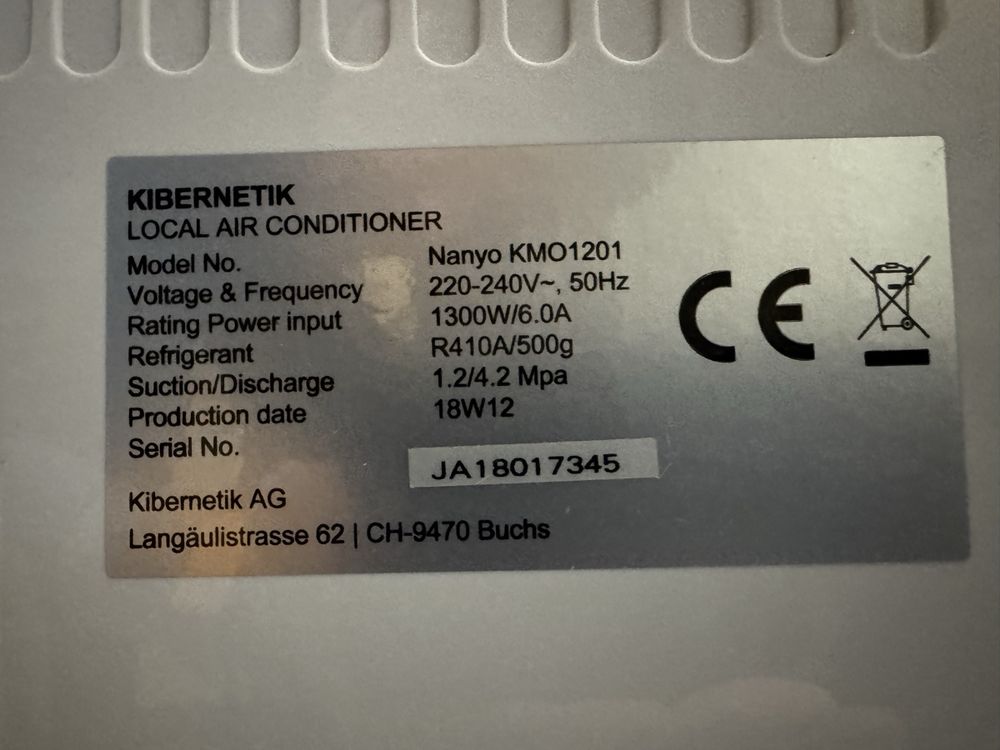 KIBERNETIK
LOCAL AIR CONDITIONER
Model No. Nanyo KMO1201
Voltage & Frequency 220-240V~, 50Hz
Rating Power input 1300W/6.0A
Refrigerant R410A/500g
Suction/Discharge 1.2/4.2 Mpa
Production date 18W12
Serial No. JA18017345
Kibernetik AG
Langäulistrasse 62 | CH-9470 Buchs
CE